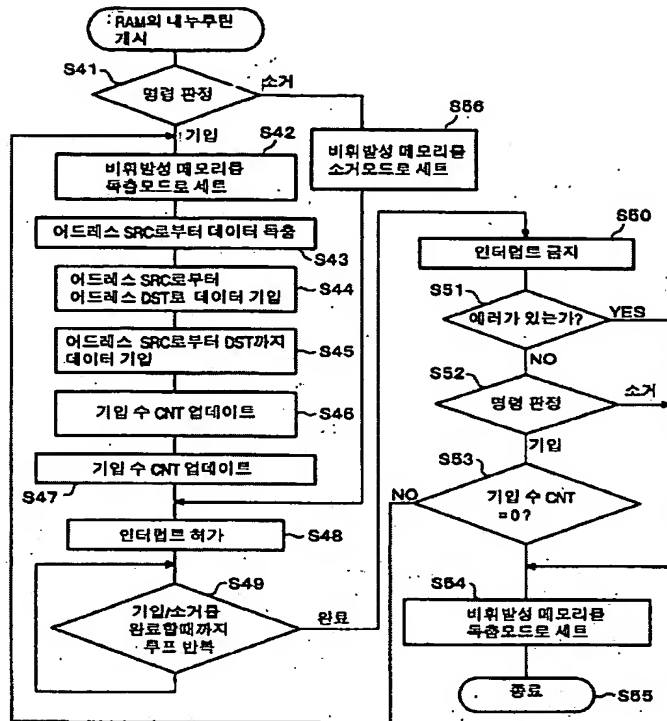 RAM의 내부루틴
개시
S41
명령 판정
소거
기입
S42
비휘발성 메모리를
독출모드로 세트
S56
비휘발성 메모리를
소거모드로 세트
어드레스 SRC로부터 데이터 독출
S43
어드레스 SRC로부터
어드레스 DST로 데이터 기입
S44
어드레스 SRC로부터 DST까지
데이터 기입
S45
기입 수 CNT 업데이트
S46
기입 수 CNT 업데이트
S47
인터럽트 허가
S48
S49
기입/소거를
완료할때까지
루프 반복
완료
S50
인터럽트 금지
S51
에러가 있는가?
YES
NO
S52
명령 판정
소거
기입
S53
NO
기입 수 CNT
=0?
S54
비휘발성 메모리를
독출모드로 세트
종료
S55